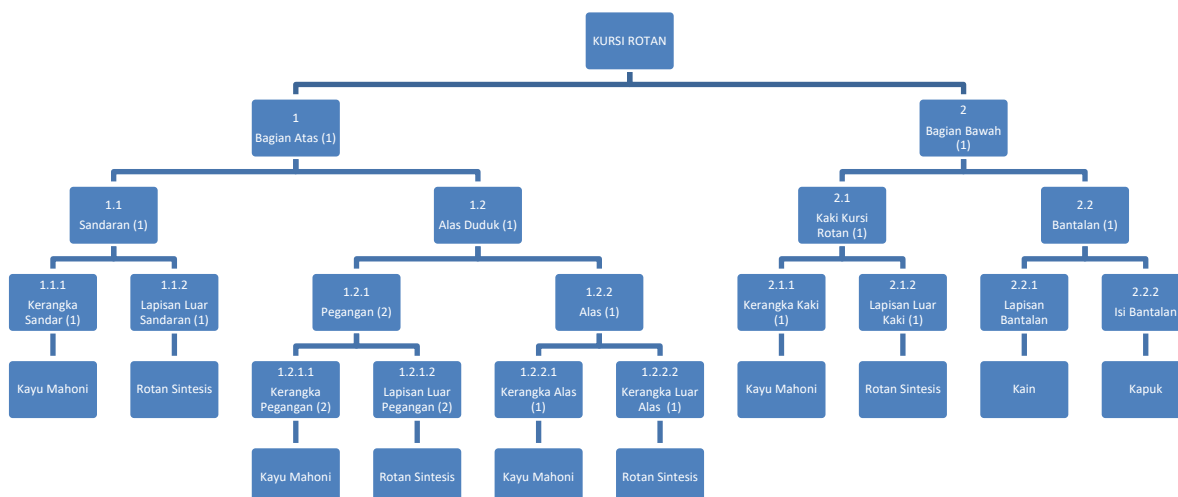 KURSI ROTAN
1
Bagian Atas (1)
2
Bagian Bawah
(1)
1.1
Sandaran (1)
1.2
Alas Duduk (1)
2.1
Kaki Kursi
Rotan (1)
2.2
Bantalan (1)
1.1.1
Kerangka
Sandar (1)
1.1.2
Lapisan Luar
Sandaran (1)
1.2.1
Pegangan (2)
1.2.2
Alas (1)
2.1.1
Kerangka Kaki
(1)
2.1.2
Lapisan Luar
Kaki (1)
2.2.1
Lapisan
Bantalan
2.2.2
Isi Bantalan
Kayu Mahoni
Rotan Sintesis
1.2.1.1
Kerangka
Pegangan (2)
1.2.1.2
Lapisan Luar
Pegangan (2)
1.2.2.1
Kerangka Alas
(1)
1.2.2.2
Kerangka Luar
Alas (1)
Kayu Mahoni
Rotan Sintesis
Kain
Kapuk
Kayu Mahoni
Rotan Sintesis
Kayu Mahoni
Rotan Sintesis